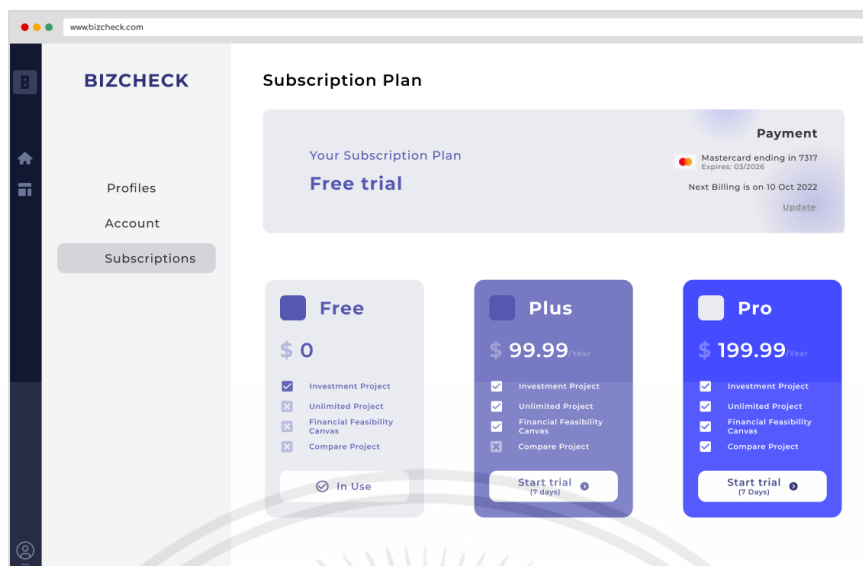 www.bizcheck.com
B
BIZCHECK
Profiles
Account
Subscriptions
Subscription Plan
Your Subscription Plan
Free trial
Payment
Mastercard ending in 7317
Expires: 03/2026
Next Billing is on 10 Oct 2022
Update
Free
$ 0
Investment Project
Unlimited Project
Financial Feasibility
Canvas
Compare Project
In Use
Plus
$ 99.99/Year
Investment Project
Unlimited Project
Financial Feasibility
Canvas
Compare Project
Start trial
(7 days)
Pro
$ 199.99/Year
Investment Project
Unlimited Project
Financial Feasibility
Canvas
Compare Project
Start trial
(7 Days)